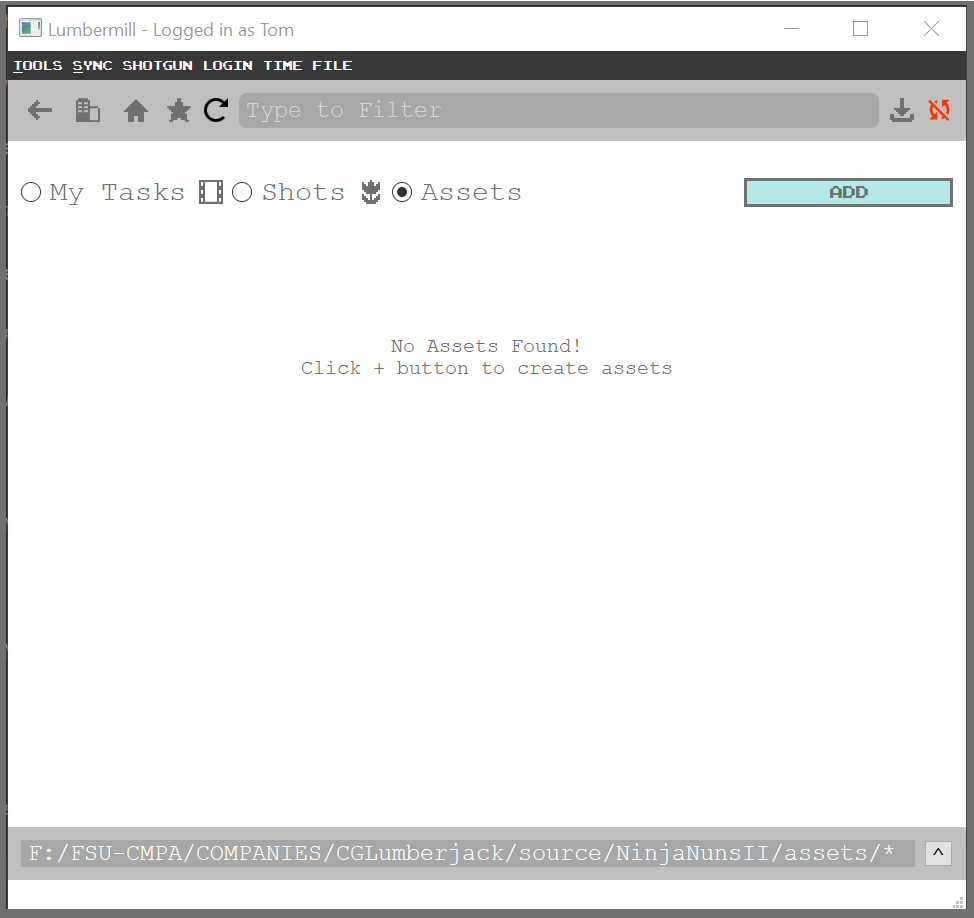 Lumbermill - Logged in as Tom
TOOLS SYNC SHOTGUN LOGIN TIME FILE
Type to Filter
My Tasks Shots Assets ADD
No Assets Found!
Click + button to create assets
F:/FSU-CMPA/COMPANIES/CGLumberjack/source/NinjaNunsII/assets/* ^